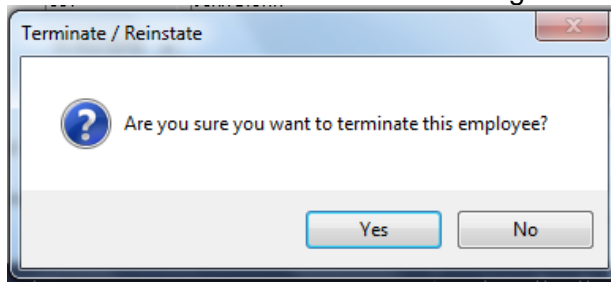 Terminate / Reinstate
Are you sure you want to terminate this employee?
Yes
No